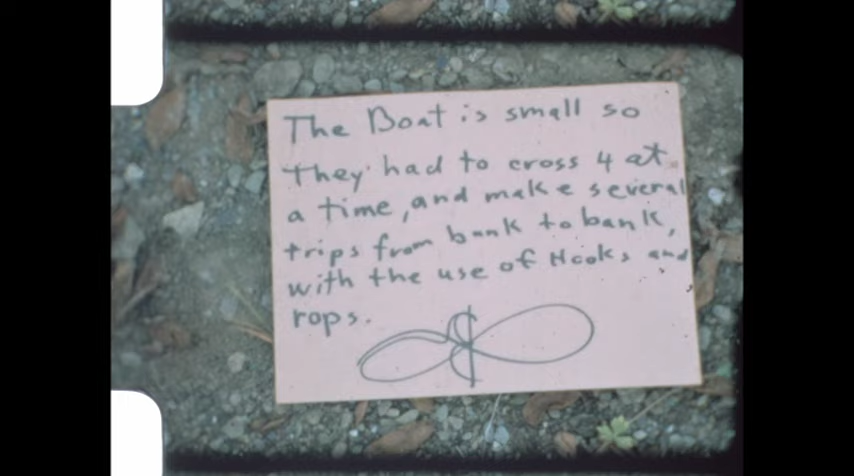 The Boat is small so
They had to cross 4 at
a time, and make several
trips from bank to bank,
with the use of Hooks and
rops.